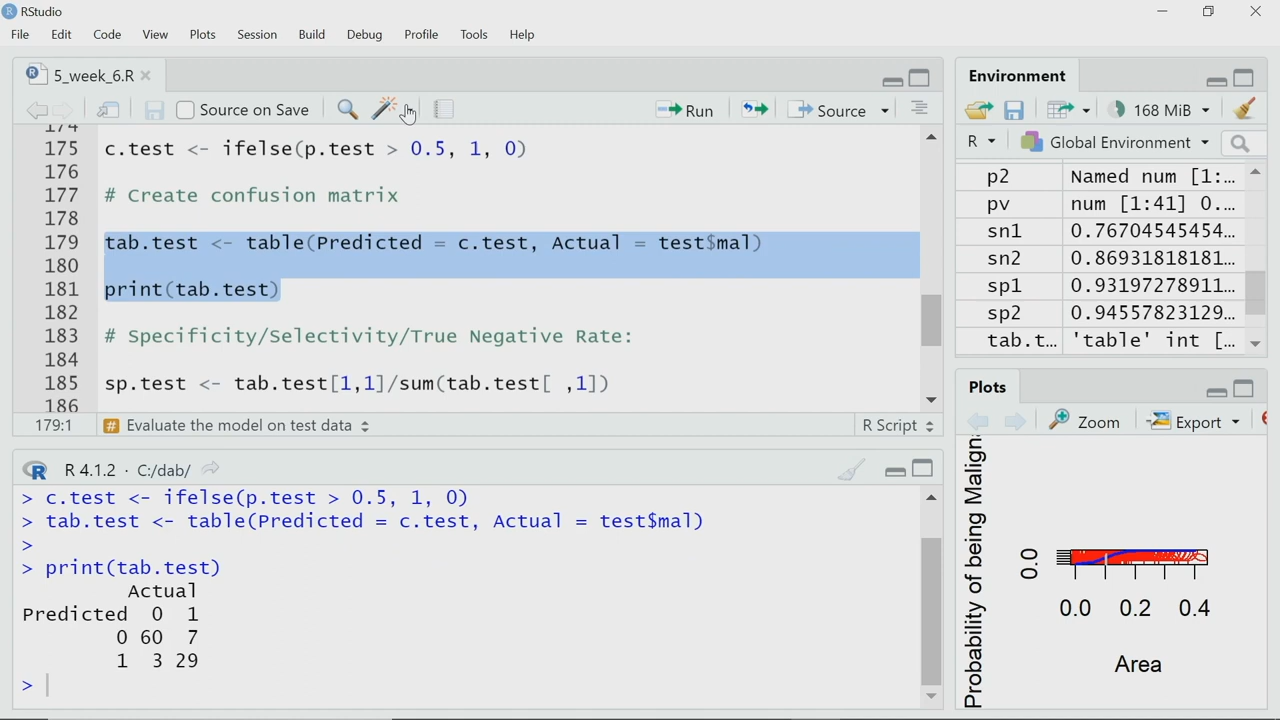 RStudio
File Edit Code View Plots Session Build Debug Profile Tools Help
5_week_6.R
Source on Save Run Source
174
175 c.test <- ifelse(p.test > 0.5, 1, 0)
176
177 # Create confusion matrix
178
179 tab.test <- table(Predicted = c.test, Actual = test$mal)
180
181 print(tab.test)
182
183 # Specificity/Selectivity/True Negative Rate:
184
185 sp.test <- tab.test[1,1]/sum(tab.test[ ,1])
186
179:1 # Evaluate the model on test data R Script
R 4.1.2 · C:/dab/
> c.test <- ifelse(p.test > 0.5, 1, 0)
> tab.test <- table(Predicted = c.test, Actual = test$mal)
>
> print(tab.test)
Actual
Predicted 0 1
0 60 7
1 3 29
>
Environment
168 MiB
R Global Environment
p2 Named num [1:...
pv num [1:41] 0....
sn1 0.76704545454...
sn2 0.86931818181...
sp1 0.93197278911...
sp2 0.94557823129...
tab.t... 'table' int [...
Plots
Zoom Export
Probability of being Malign
0.0
0.0 0.2 0.4
Area